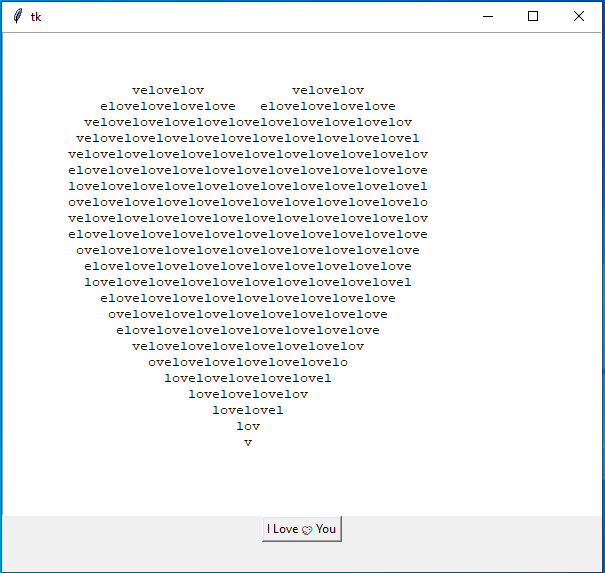 tk
velovelov           velovelov
elovelovelovelove   elovelovelovelove
velovelovelovelovelovelovelovelovelovelov
velovelovelovelovelovelovelovelovelovelovel
velovelovelovelovelovelovelovelovelovelovelov
elovelovelovelovelovelovelovelovelovelovelove
lovelovelovelovelovelovelovelovelovelovelovel
ovelovelovelovelovelovelovelovelovelovelovelo
velovelovelovelovelovelovelovelovelovelovelov
elovelovelovelovelovelovelovelovelovelovelove
ovelovelovelovelovelovelovelovelovelovelove
elovelovelovelovelovelovelovelovelovelove
lovelovelovelovelovelovelovelovelovelovel
elovelovelovelovelovelovelovelovelove
ovelovelovelovelovelovelovelovelove
elovelovelovelovelovelovelovelove
velovelovelovelovelovelovelov
ovelovelovelovelovelovelo
lovelovelovelovelovel
lovelovelovelov
lovelovel
lov
v
I Love You